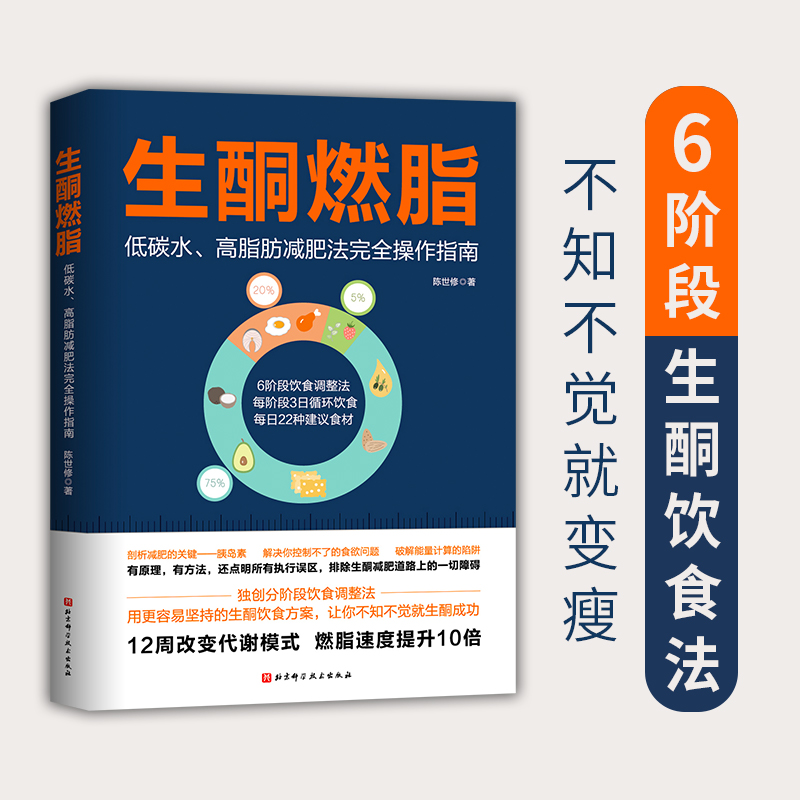 生酮燃脂
低碳水、高脂肪减肥法完全操作指南
陈世修 著
生酮燃脂
低碳水、高脂肪减肥法完全操作指南
陈世修◎著
20%
5%
75%
6阶段饮食调整法
每阶段3日循环饮食
每日22种建议食材
剖析减肥的关键——胰岛素 解决你控制不了的食欲问题 破解能量计算的陷阱
有原理，有方法，还点明所有执行误区，排除生酮减肥道路上的一切障碍
独创分阶段饮食调整法
用更容易坚持的生酮饮食方案，让你不知不觉就生酮成功
12周改变代谢模式 燃脂速度提升10倍
北京科学技术出版社
北京科学技术出版社
不知不觉就变瘦
6阶段生酮饮食法